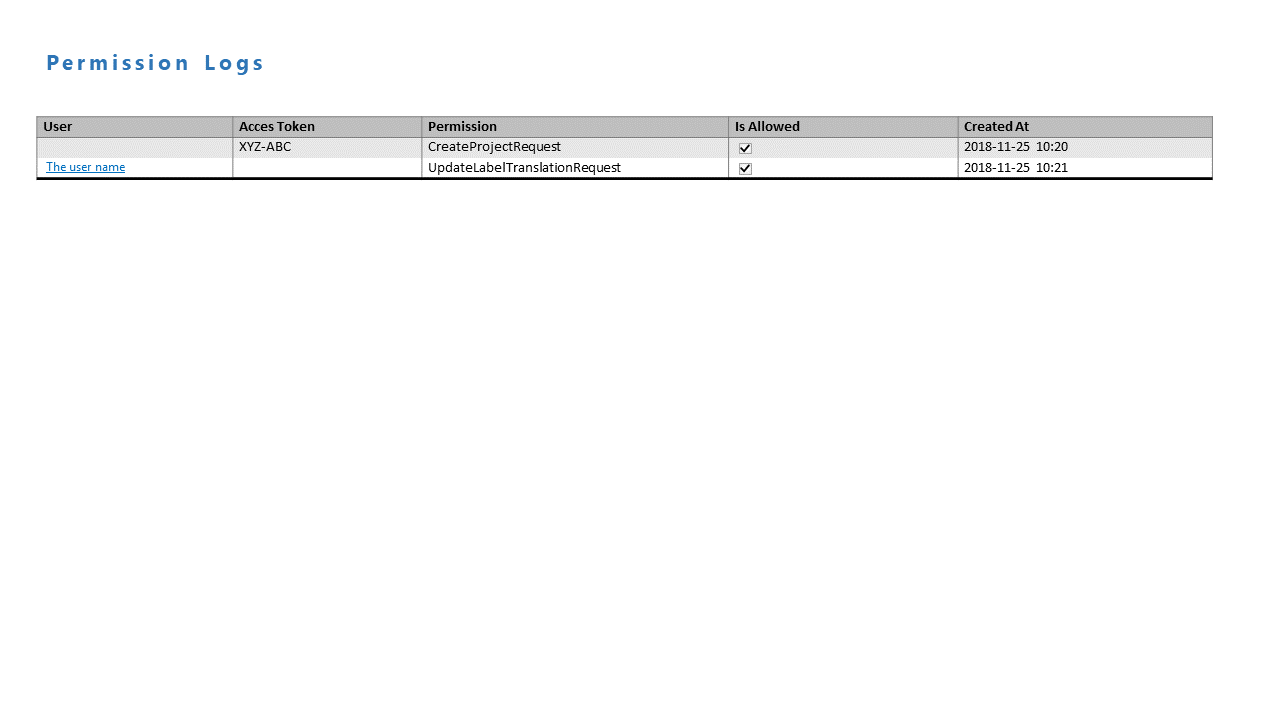 Permission Logs
User Acces Token Permission Is Allowed Created At
XYZ-ABC CreateProjectRequest 2018-11-25 10:20
The user name UpdateLabelTranslationRequest 2018-11-25 10:21